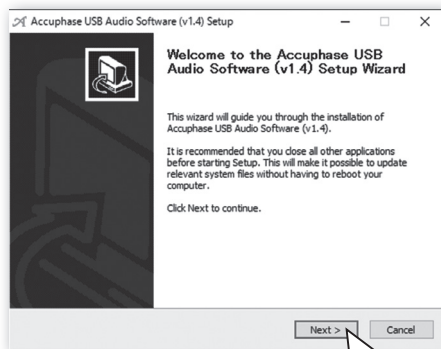 Accuphase USB Audio Software (v1.4) Setup
Welcome to the Accuphase USB
Audio Software (v1.4) Setup Wizard
This wizard will guide you through the installation of
Accuphase USB Audio Software (v1.4).
It is recommended that you close all other applications
before starting Setup. This will make it possible to update
relevant system files without having to reboot your
computer.
Click Next to continue.
Next >
Cancel